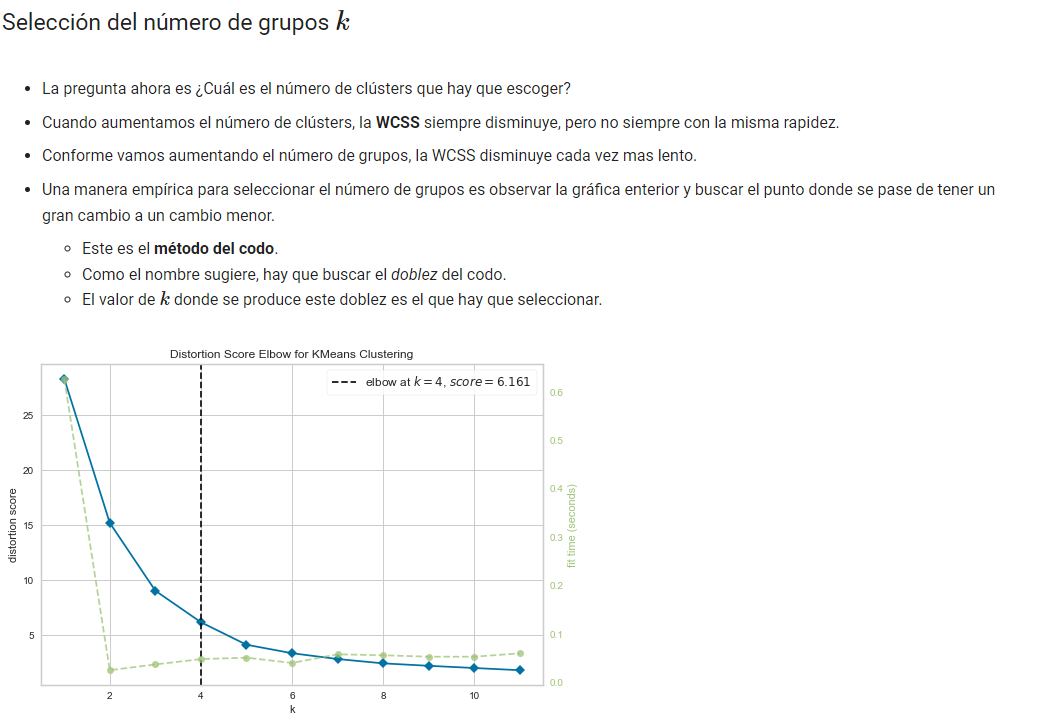 Selección del número de grupos k
La pregunta ahora es ¿Cuál es el número de clústers que hay que escoger?
Cuando aumentamos el número de clústers, la WCSS siempre disminuye, pero no siempre con la misma rapidez.
Conforme vamos aumentando el número de grupos, la WCSS disminuye cada vez mas lento.
Una manera empírica para seleccionar el número de grupos es observar la gráfica enterior y buscar el punto donde se pase de tener un
gran cambio a un cambio menor.
Este es el método del codo.
Como el nombre sugiere, hay que buscar el doblez del codo.
El valor de k donde se produce este doblez es el que hay que seleccionar.
Distortion Score Elbow for KMeans Clustering
elbow at k = 4, score = 6.161
distortion score
25
20
15
10
5
2
4
6
8
10
k
0.6
0.5
0.4
0.3
0.2
0.1
0.0
fit time (seconds)